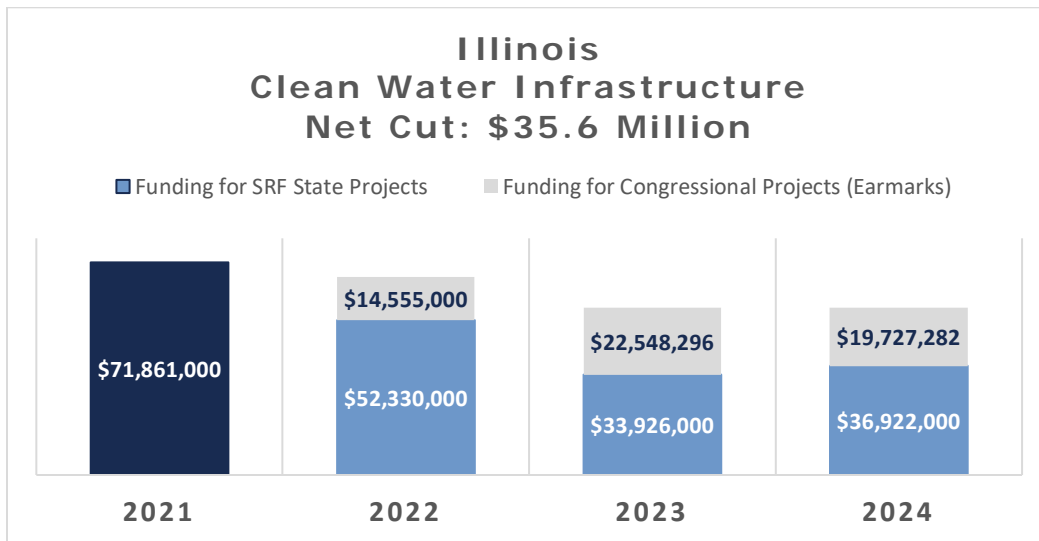 Illinois
Clean Water Infrastructure
Net Cut: $35.6 Million
Funding for SRF State Projects Funding for Congressional Projects (Earmarks)
$71,861,000
$14,555,000
$52,330,000
$22,548,296
$33,926,000
$19,727,282
$36,922,000
2021 2022 2023 2024